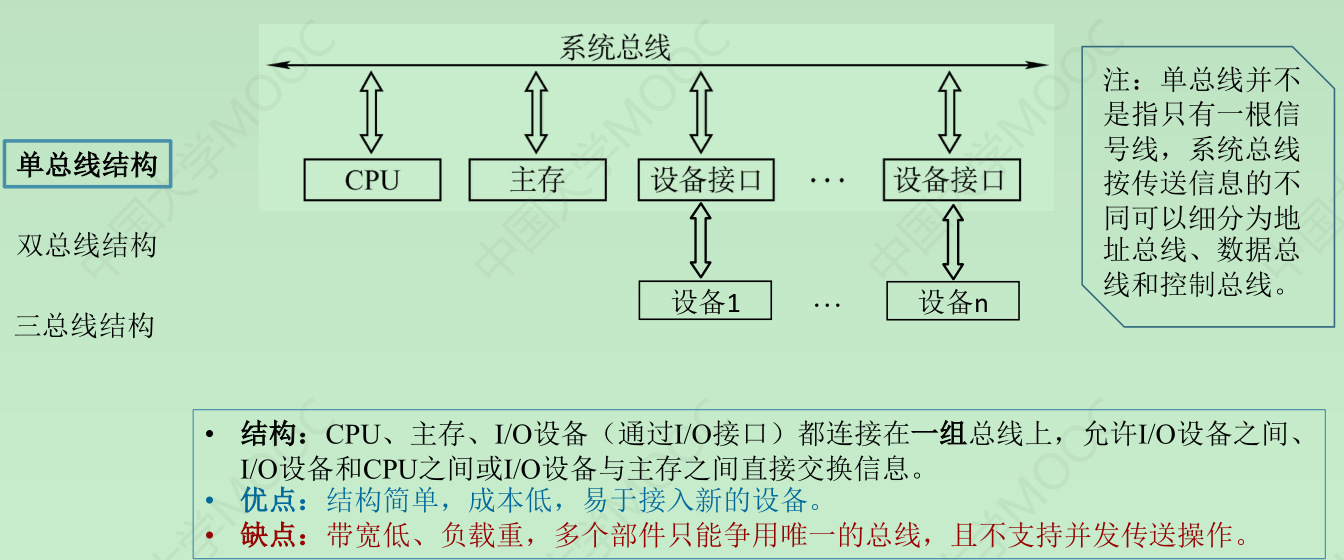 系统总线
CPU
主存
设备接口
...
设备接口
设备1
...
设备n
单总线结构
双总线结构
三总线结构
注：单总线并不
是指只有一根信
号线，系统总线
按传送信息的不
同可以细分为地
址总线、数据总
线和控制总线。
• 结构：CPU、主存、I/O设备（通过I/O接口）都连接在一组总线上，允许I/O设备之间、
I/O设备和CPU之间或I/O设备与主存之间直接交换信息。
• 优点：结构简单，成本低，易于接入新的设备。
• 缺点：带宽低、负载重，多个部件只能争用唯一的总线，且不支持并发传送操作。
中国大学MOOC